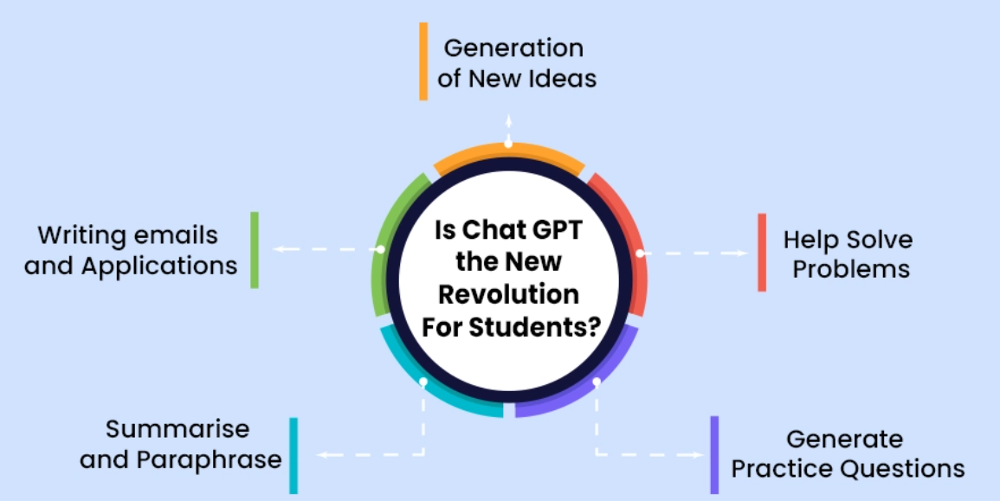 Generation
of New Ideas
Writing emails
and Applications
Is Chat GPT
the New
Revolution
For Students?
Help Solve
Problems
Summarise
and Paraphrase
Generate
Practice Questions